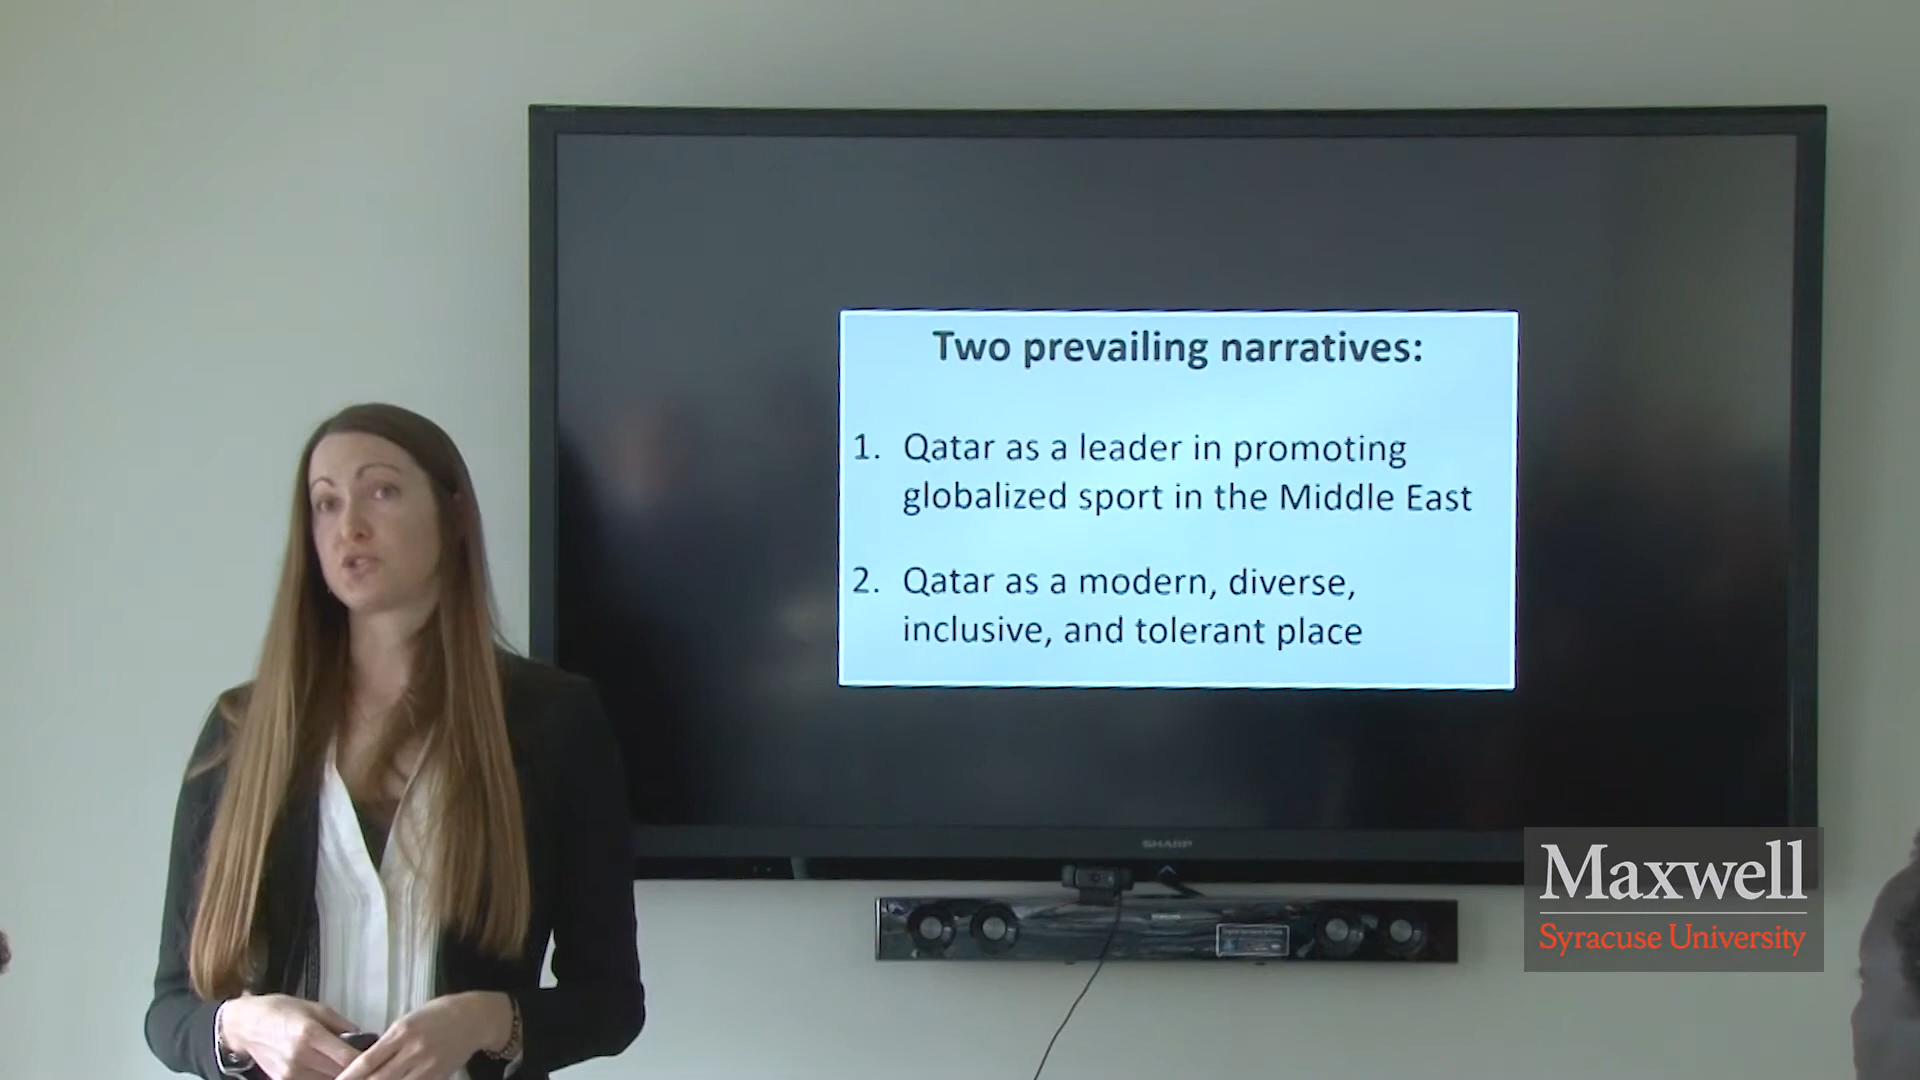 Two prevailing narratives:
1. Qatar as a leader in promoting
globalized sport in the Middle East
2. Qatar as a modern, diverse,
inclusive, and tolerant place
SHARP
Maxwell
Syracuse University